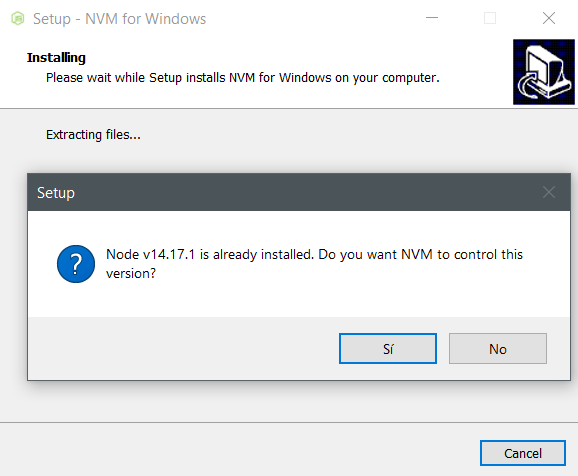 Setup - NVM for Windows
Installing
Please wait while Setup installs NVM for Windows on your computer.
Extracting files...
Setup
Node v14.17.1 is already installed. Do you want NVM to control this
version?
Sí
No
Cancel